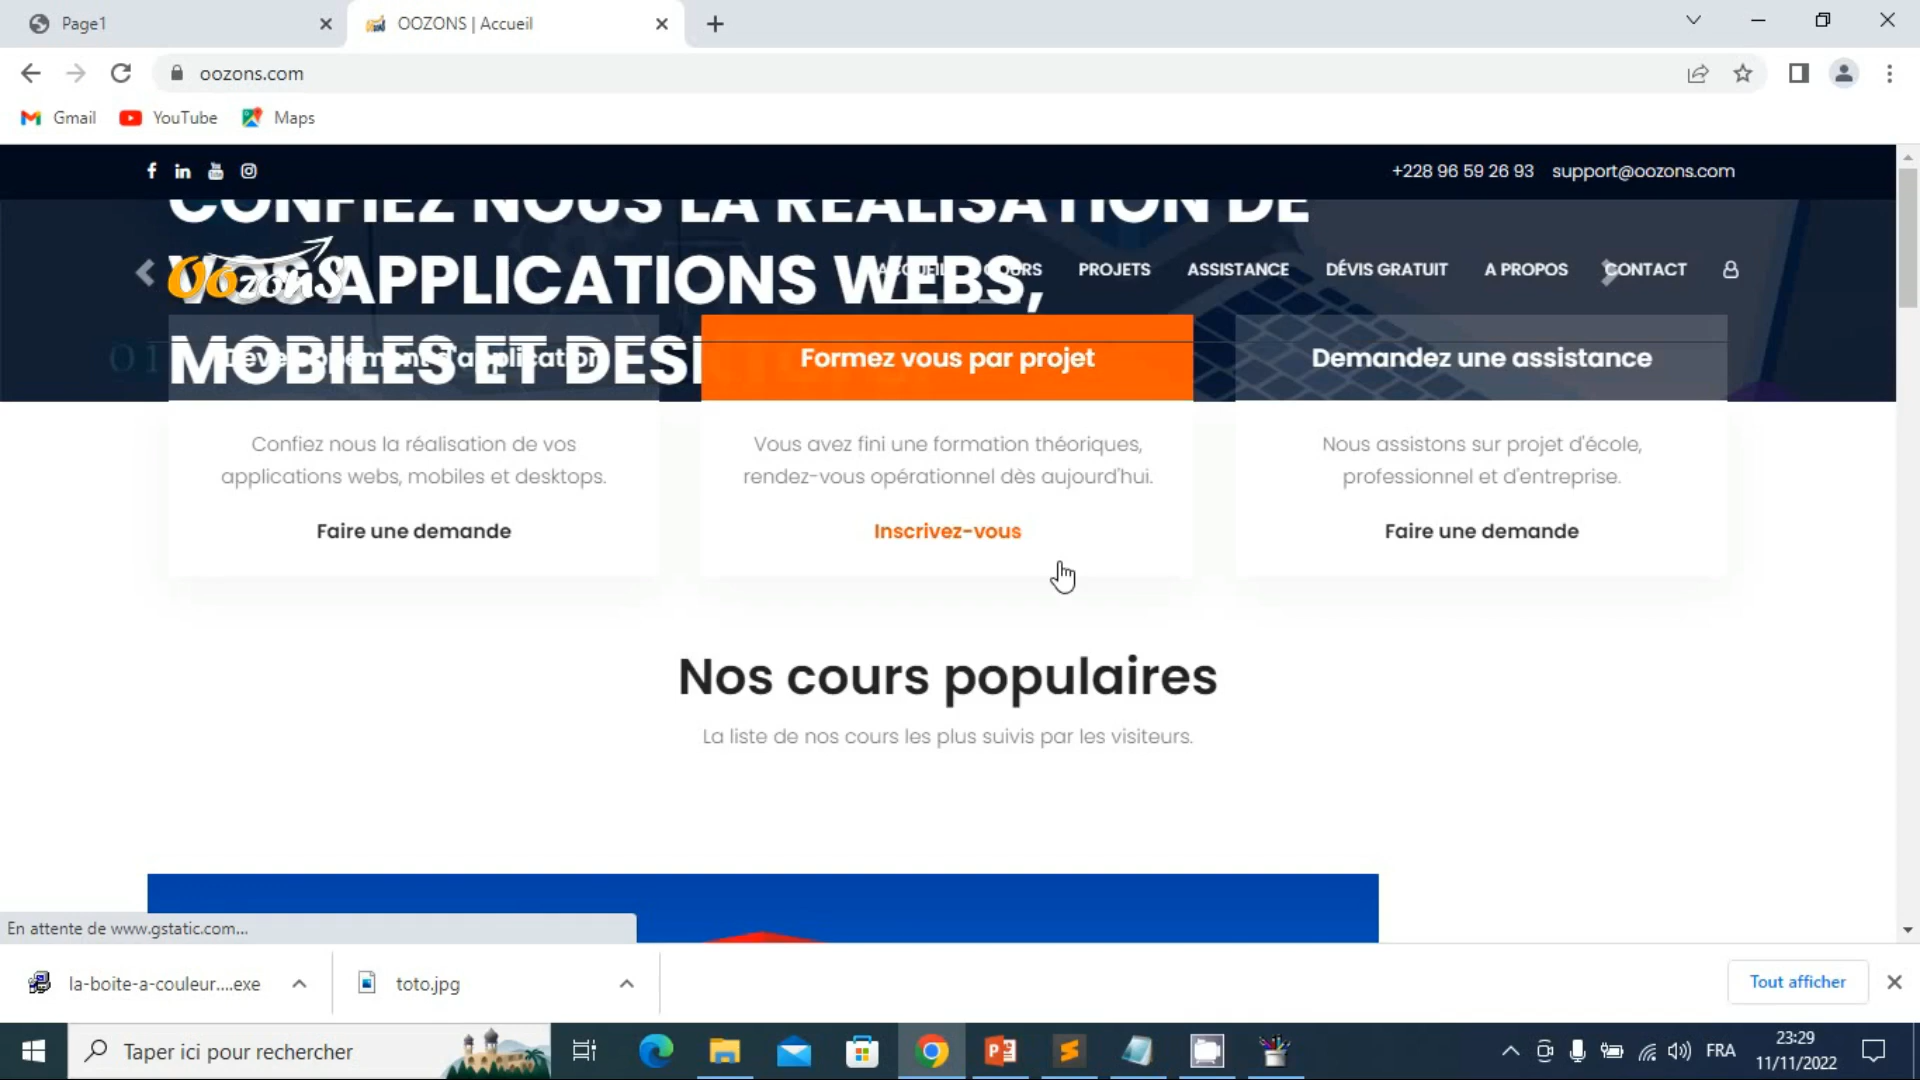 Page1
OOZONS | Accueil
oozons.com
Gmail
YouTube
Maps
+228 96 59 26 93 support@oozons.com
CONFIEZ NOUS LA RÉALISATION DE
VOS APPLICATIONS WEBS,
MOBILES ET
OozonS
ACCUEIL
COURS
PROJETS
ASSISTANCE
DÉVIS GRATUIT
A PROPOS
CONTACT
01
Développement d'application
Formez vous par projet
Demandez une assistance
Confiez nous la réalisation de vos
applications webs, mobiles et desktops.
Faire une demande
Vous avez fini une formation théoriques,
rendez-vous opérationnel dès aujourd'hui.
Inscrivez-vous
Nous assistons sur projet d'école,
professionnel et d'entreprise.
Faire une demande
Nos cours populaires
La liste de nos cours les plus suivis par les visiteurs.
En attente de www.gstatic.com...
la-boite-a-couleur....exe
toto.jpg
Tout afficher
Taper ici pour rechercher
FRA
23:29
11/11/2022